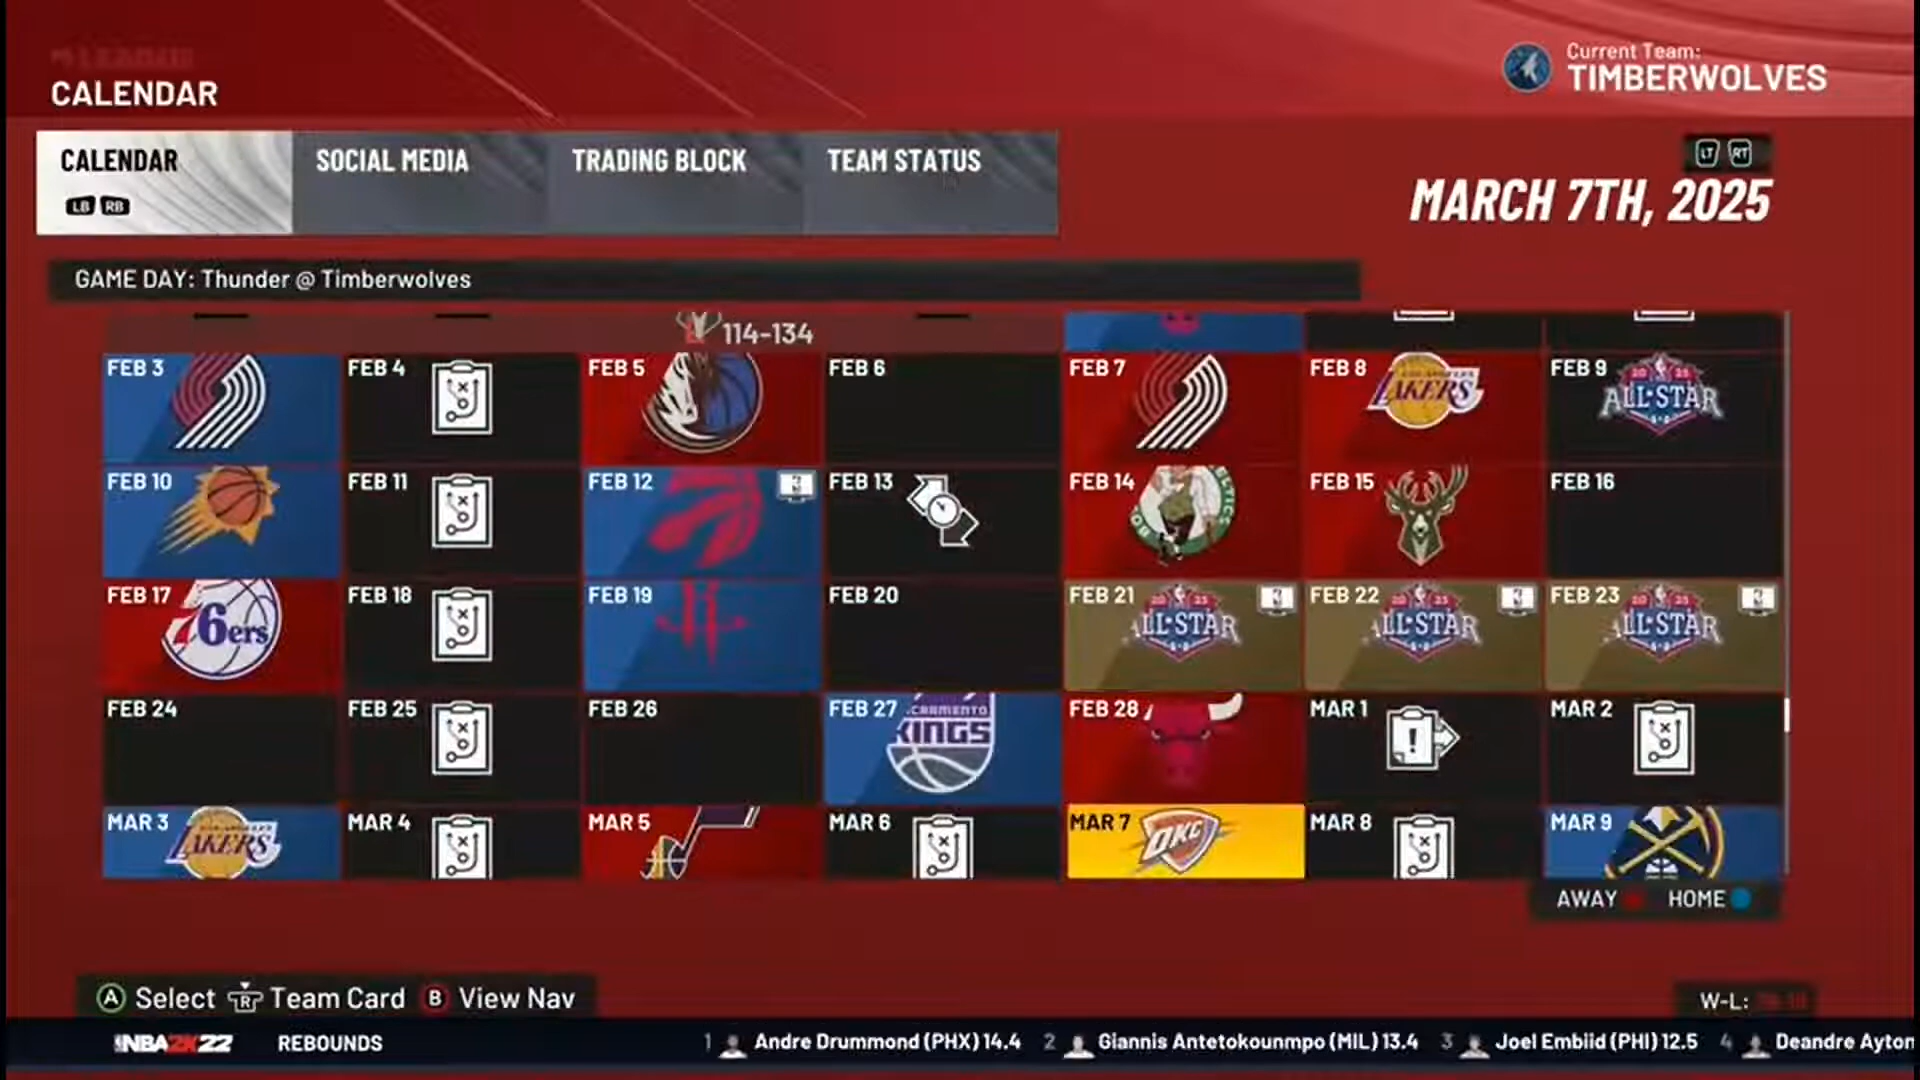 CALENDAR
Current Team:
TIMBERWOLVES
CALENDAR
LB RB
SOCIAL MEDIA
TRADING BLOCK
TEAM STATUS
LT RT
MARCH 7TH, 2025
GAME DAY: Thunder @ Timberwolves
114-134
FEB 3
FEB 4
FEB 5
FEB 6
FEB 7
FEB 8
LAKERS
FEB 9
2025
ALL-STAR
FEB 10
FEB 11
FEB 12
FEB 13
FEB 14
FEB 15
FEB 16
FEB 17
76ers
FEB 18
FEB 19
FEB 20
FEB 21
ALL-STAR
FEB 22
ALL-STAR
FEB 23
ALL-STAR
FEB 24
FEB 25
FEB 26
FEB 27
KINGS
FEB 28
MAR 1
MAR 2
MAR 3
LAKERS
MAR 4
MAR 5
MAR 6
MAR 7
OKC
MAR 8
MAR 9
AWAY HOME
A Select R Team Card B View Nav
W-L:
NBA2K22 REBOUNDS 1 Andre Drummond (PHX) 14.4 2 Giannis Antetokounmpo (MIL) 13.4 3 Joel Embiid (PHI) 12.5 4 Deandre Ayton